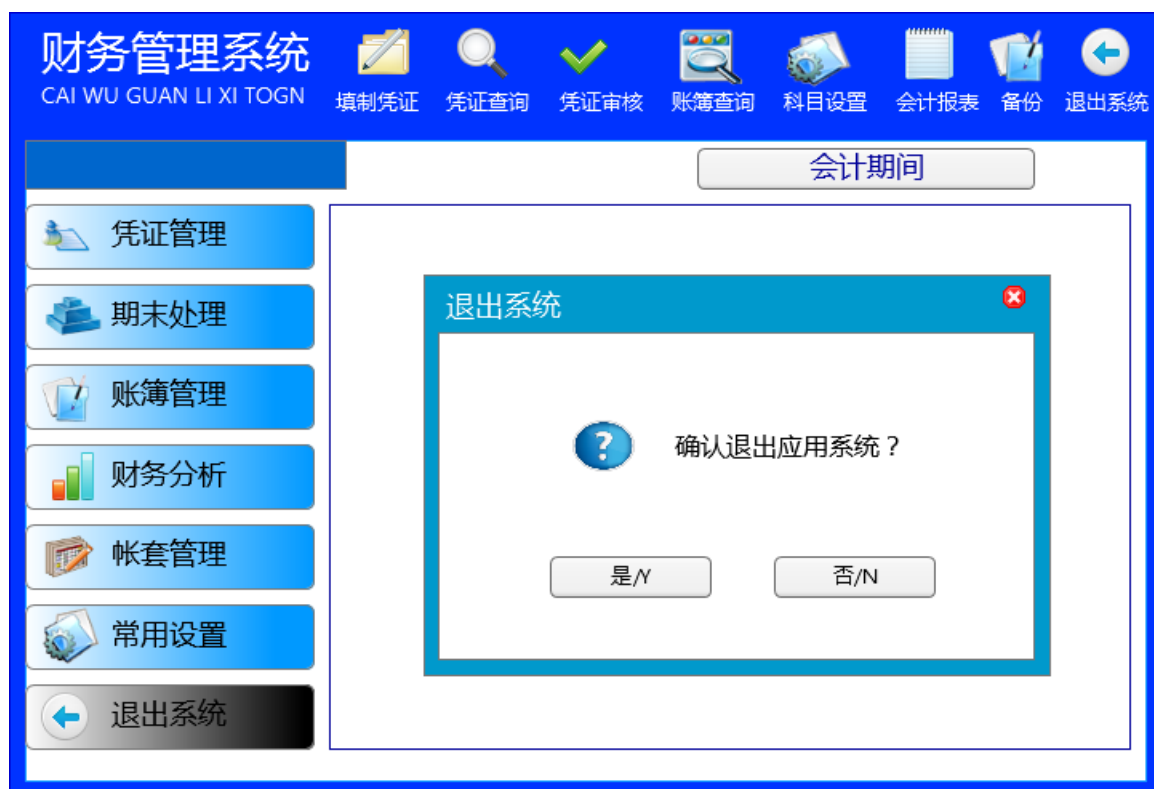 财务管理系统
CAI WU GUAN LI XI TOGN
填制凭证 凭证查询 凭证审核 账簿查询 科目设置 会计报表 备份 退出系统
会计期间
凭证管理
期末处理
账簿管理
财务分析
帐套管理
常用设置
退出系统
退出系统
确认退出应用系统？
是/Y 否/N